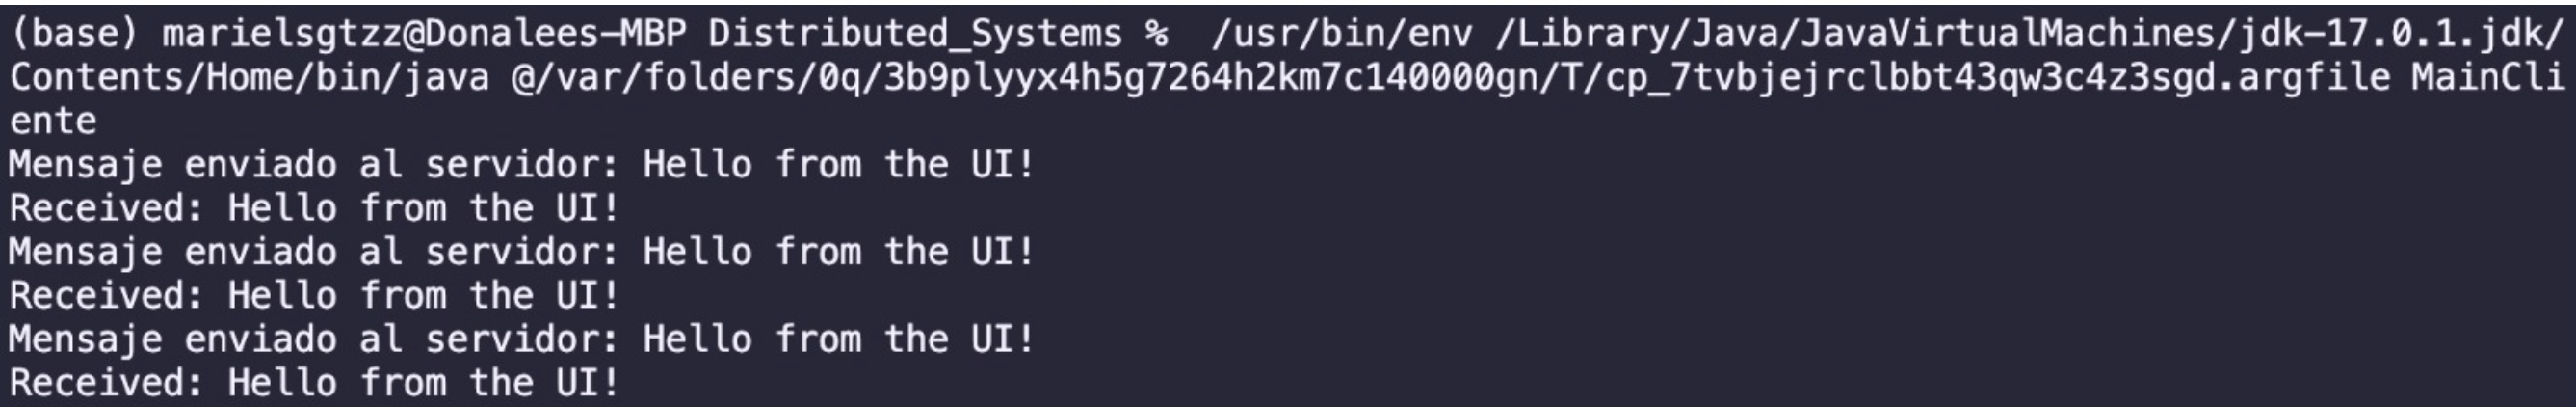 (base) marielsgtzz@Donalees-MBP Distributed_Systems %  /usr/bin/env /Library/Java/JavaVirtualMachines/jdk-17.0.1.jdk/
Contents/Home/bin/java @/var/folders/0q/3b9plyyx4h5g7264h2km7c140000gn/T/cp_7tvbjejrclbbt43qw3c4z3sgd.argfile MainCli
ente
Mensaje enviado al servidor: Hello from the UI!
Received: Hello from the UI!
Mensaje enviado al servidor: Hello from the UI!
Received: Hello from the UI!
Mensaje enviado al servidor: Hello from the UI!
Received: Hello from the UI!